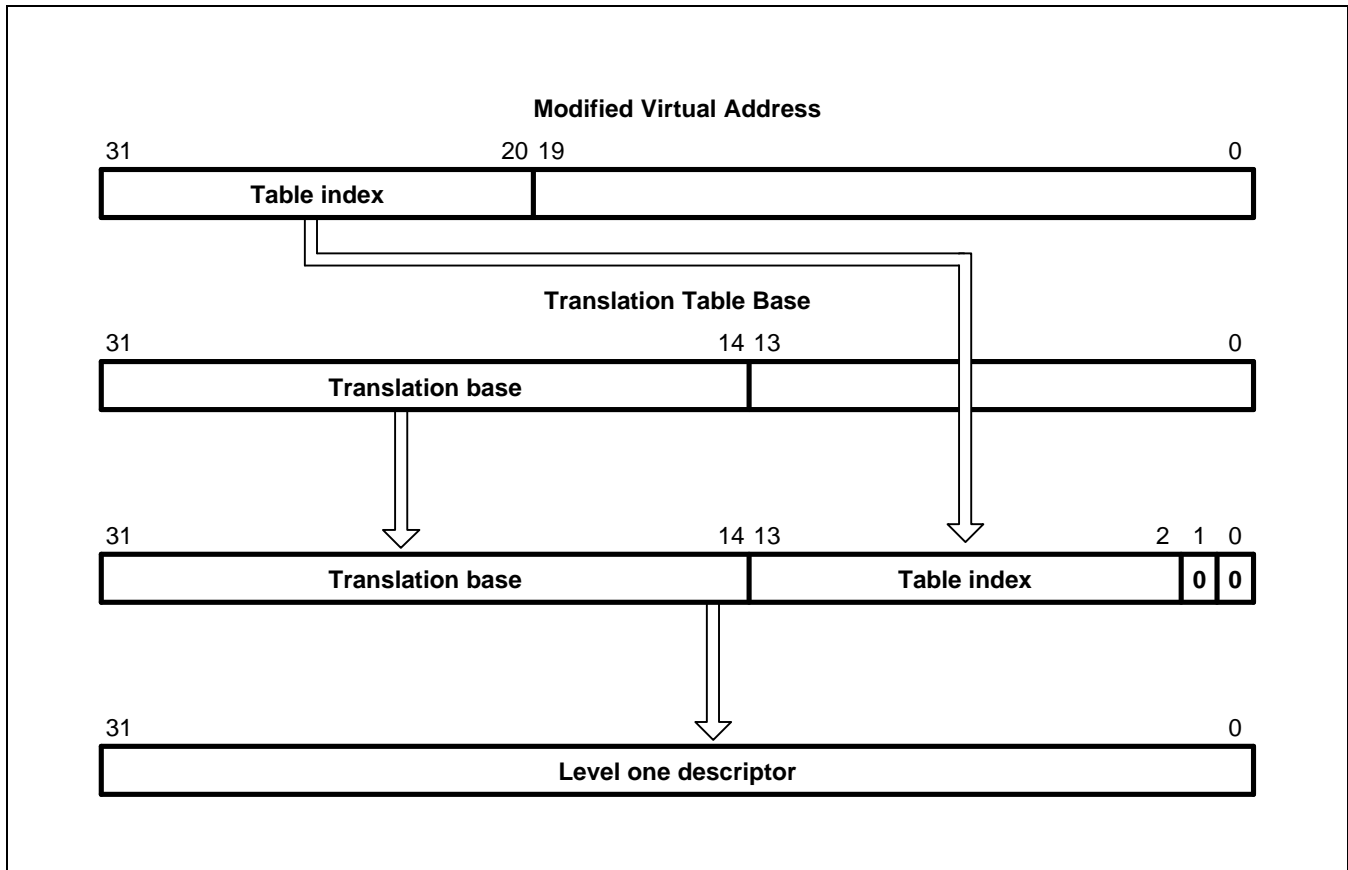 Modified Virtual Address
31 20 19 0
Table index
Translation Table Base
31 14 13 0
Translation base
31 14 13 2 1 0
Translation base Table index 0 0
31 0
Level one descriptor